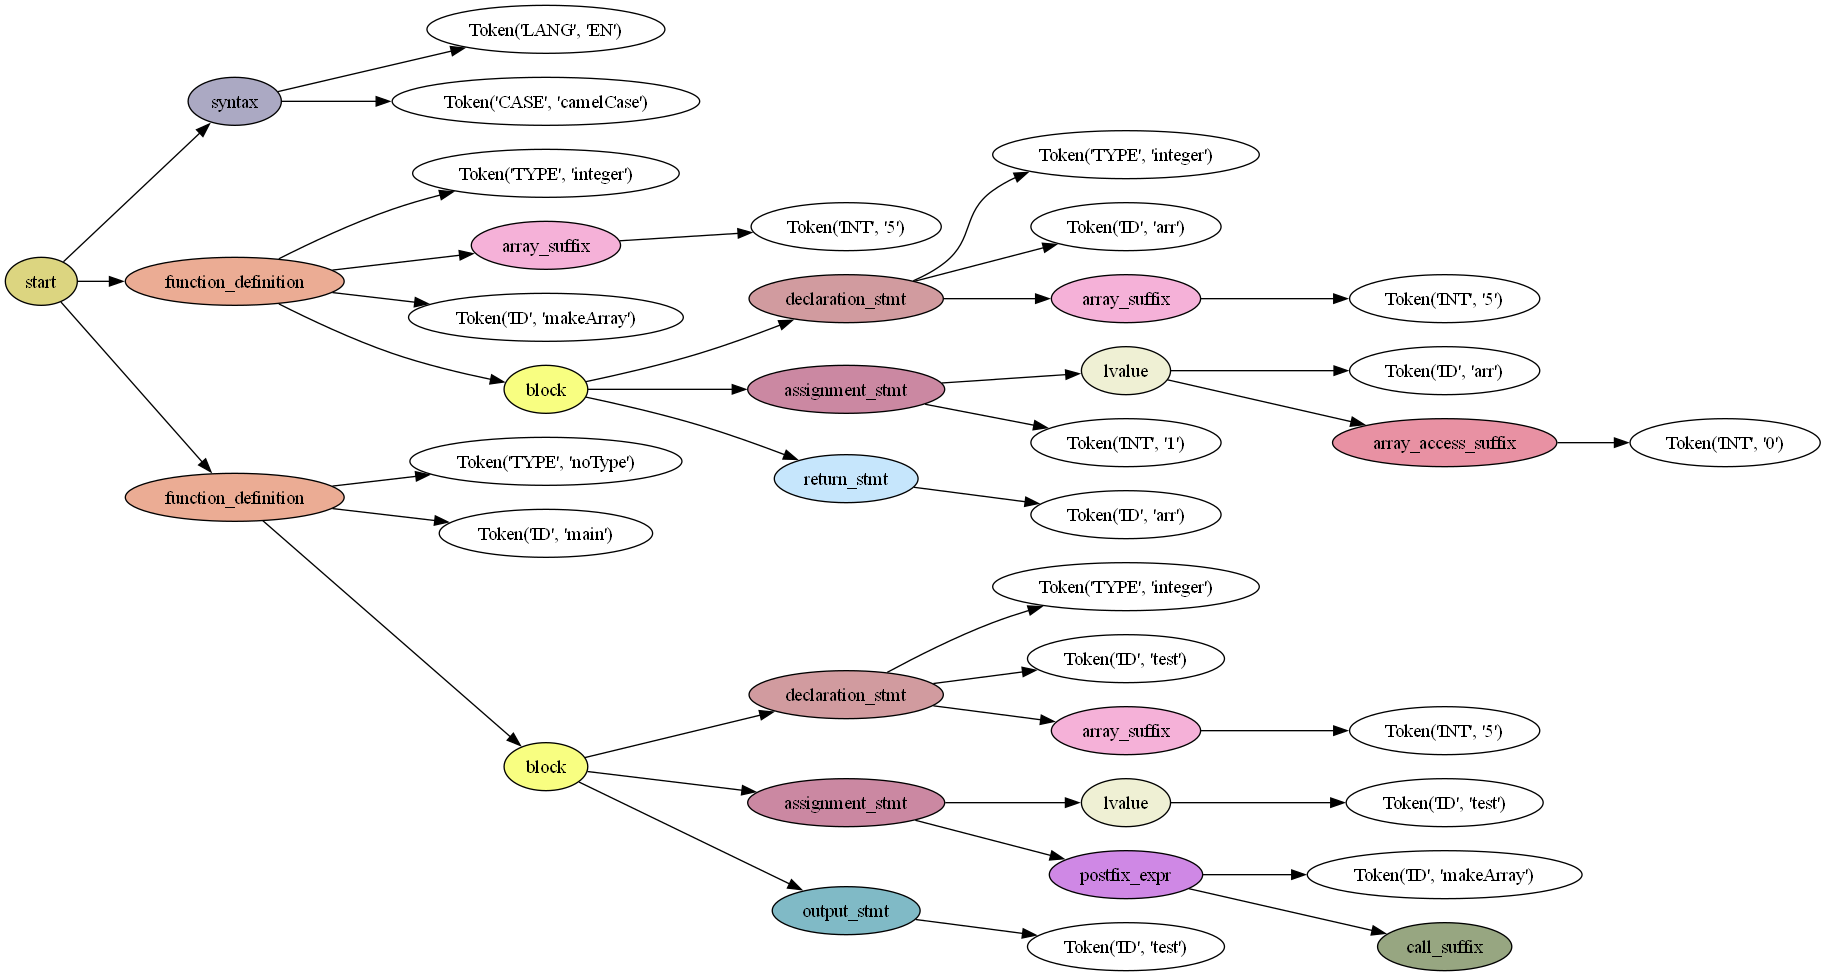 Token('LANG', 'EN')
syntax
Token('CASE', 'camelCase')
Token('TYPE', 'integer')
Token('TYPE', 'integer')
array_suffix
Token('INT', '5')
Token('ID', 'arr')
start
function_definition
declaration_stmt
array_suffix
Token('INT', '5')
Token('ID', 'makeArray')
block
assignment_stmt
lvalue
Token('ID', 'arr')
Token('INT', '1')
array_access_suffix
Token('INT', '0')
Token('TYPE', 'noType')
return_stmt
function_definition
Token('ID', 'arr')
Token('ID', 'main')
Token('TYPE', 'integer')
Token('ID', 'test')
declaration_stmt
array_suffix
Token('INT', '5')
block
assignment_stmt
lvalue
Token('ID', 'test')
postfix_expr
Token('ID', 'makeArray')
output_stmt
Token('ID', 'test')
call_suffix